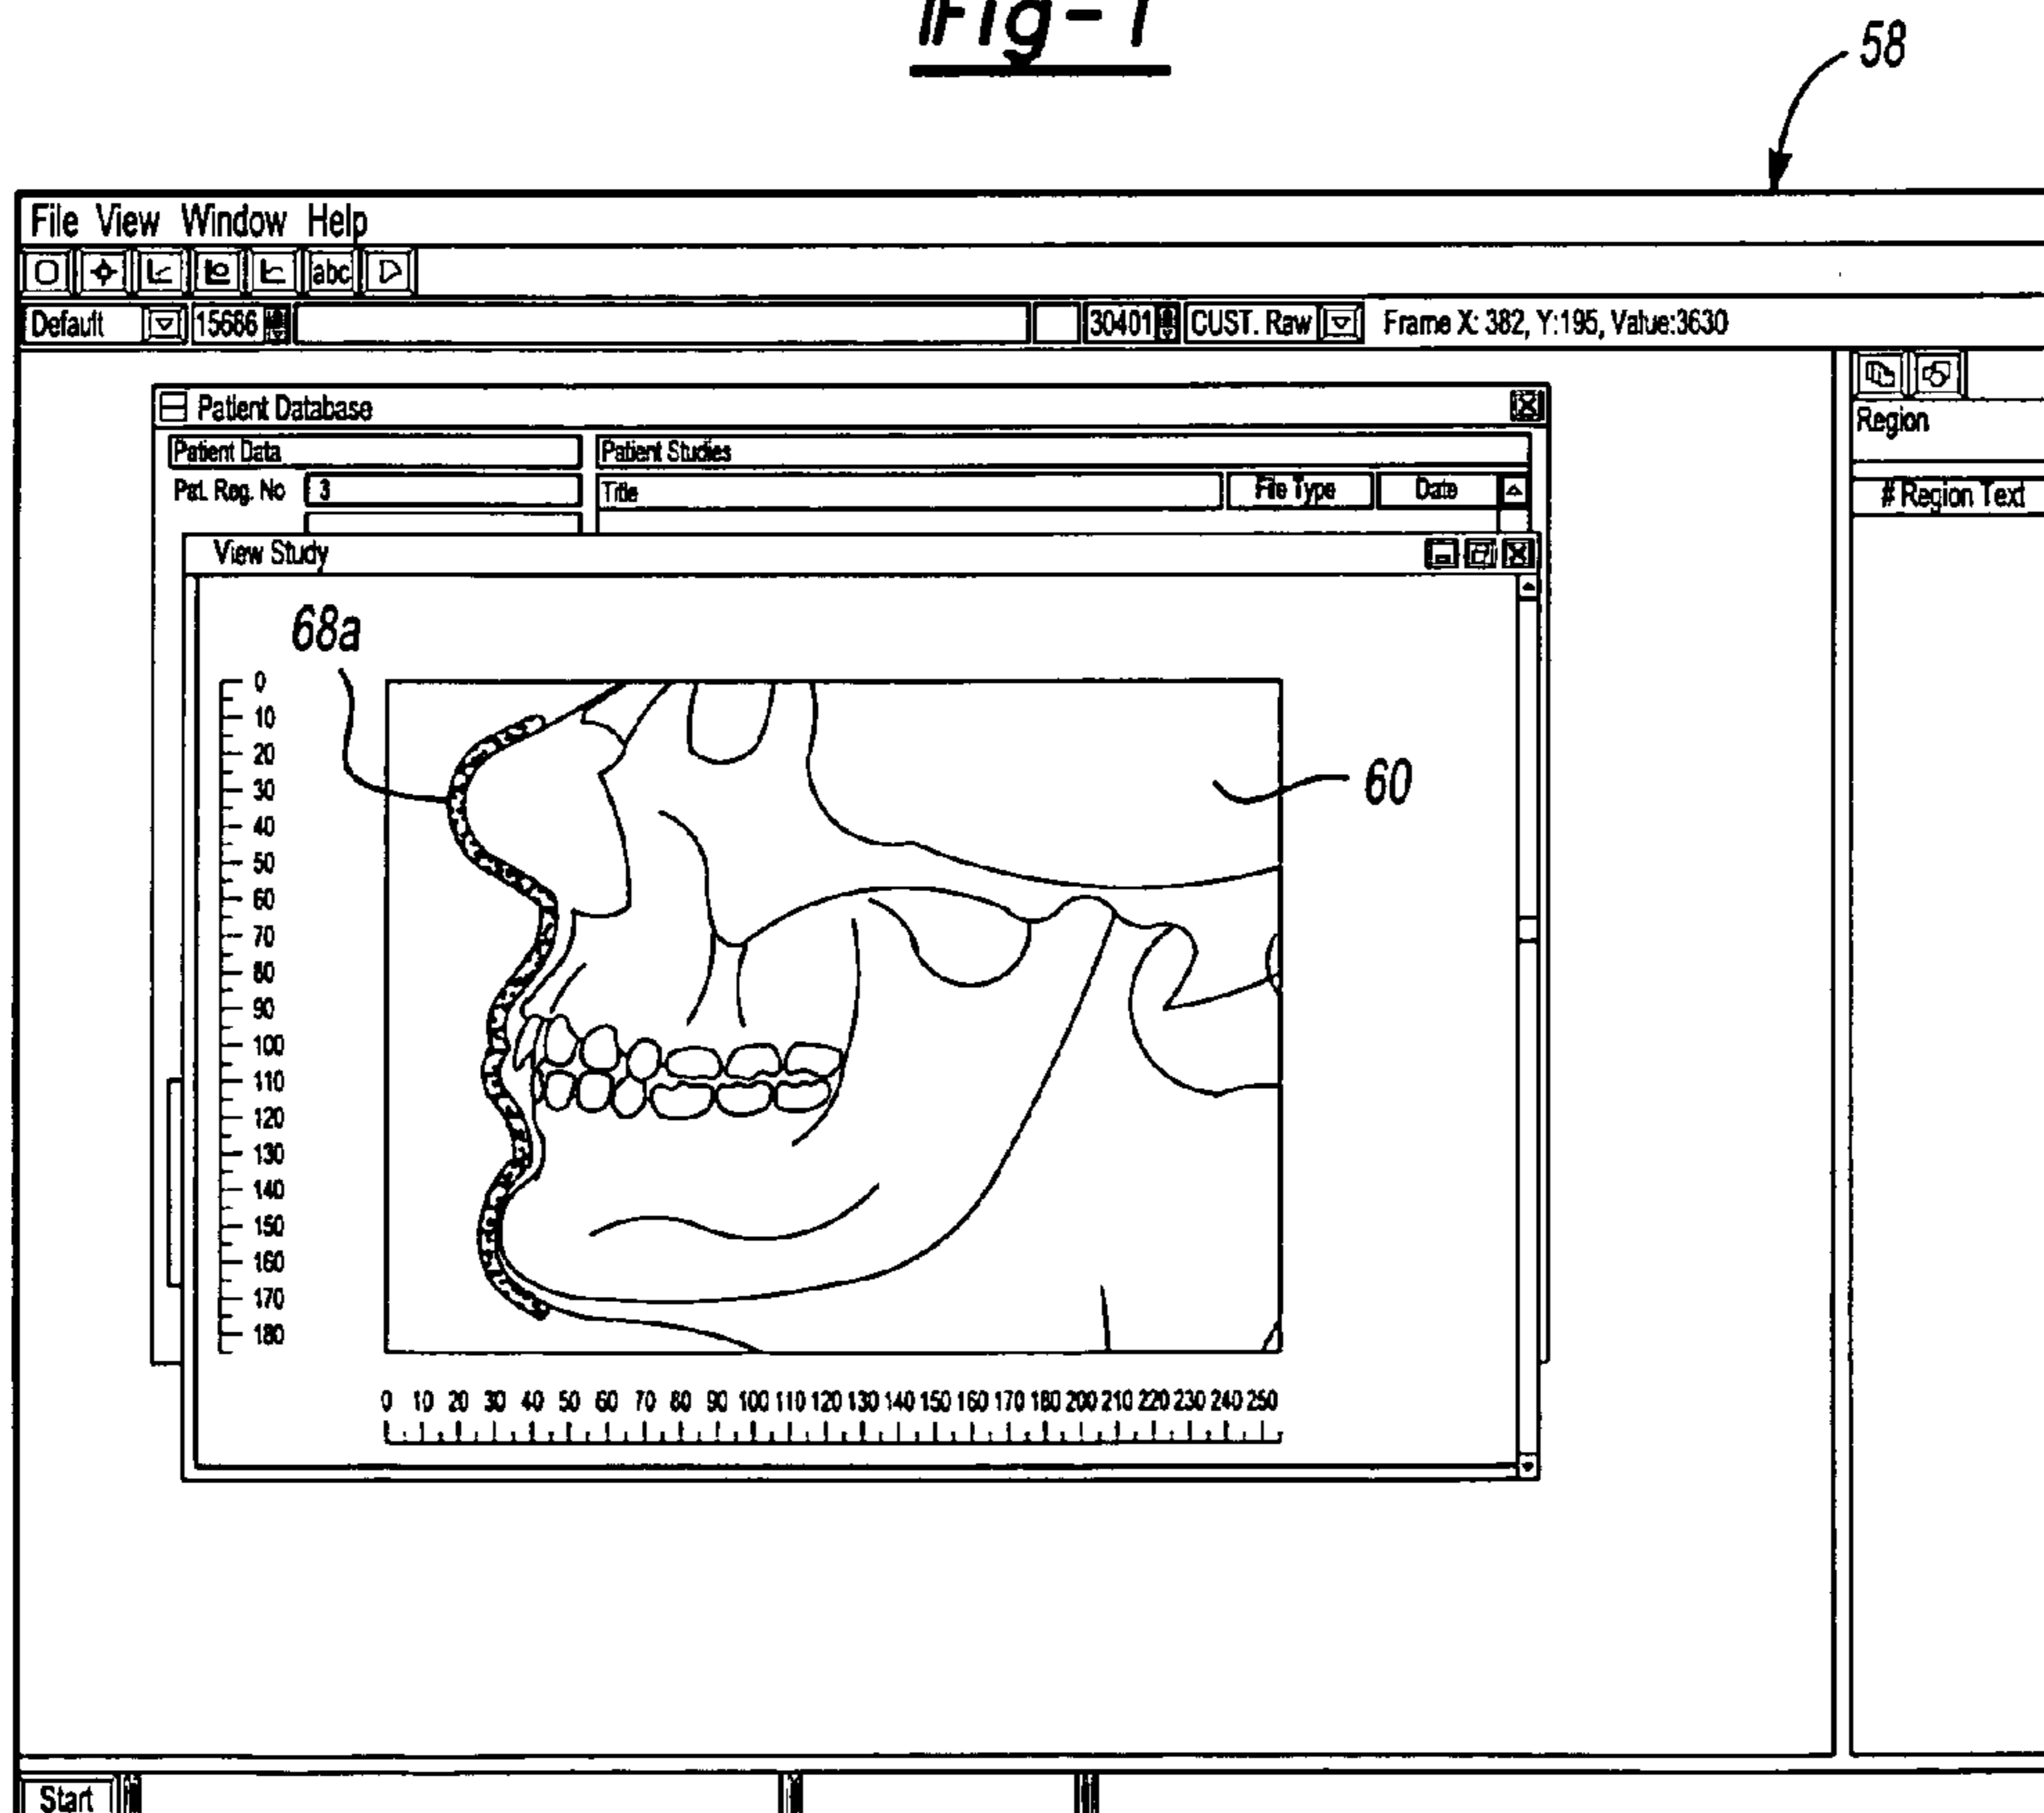 Fig-1
58
File View Window Help
abc
Default 15686 30401 CUST. Raw Frame X: 382, Y:195, Value:3630
Patient Database
Region
Patient Data Patient Studies
Pat. Reg. No 3 Title File Type Date
# Region Text
View Study
68a
60
0
10
20
30
40
50
60
70
80
90
100
110
120
130
140
150
160
170
180
0 10 20 30 40 50 60 70 80 90 100 110 120 130 140 150 160 170 180 200 210 220 230 240 250
Start